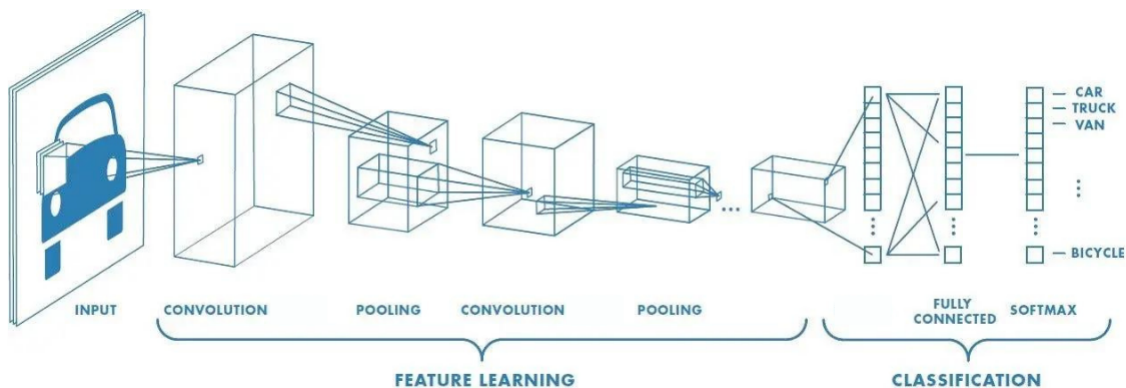 CAR
TRUCK
VAN
BICYCLE
INPUT
CONVOLUTION
POOLING
CONVOLUTION
POOLING
FULLY
CONNECTED
SOFTMAX
FEATURE LEARNING
CLASSIFICATION